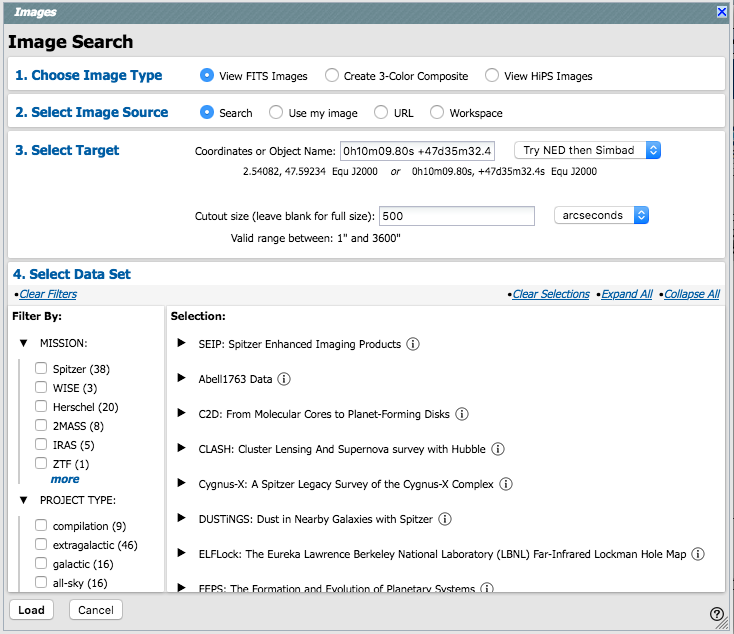 Images
Image Search
1. Choose Image Type View FITS Images Create 3-Color Composite View HiPS Images
2. Select Image Source Search Use my image URL Workspace
3. Select Target Coordinates or Object Name: 0h10m09.80s +47d35m32.4 Try NED then Simbad
2.54082, 47.59234 Equ J2000 or 0h10m09.80s, +47d35m32.4s Equ J2000
Cutout size (leave blank for full size): 500 arcseconds
Valid range between: 1" and 3600"
4. Select Data Set
•Clear Filters •Clear Selections •Expand All •Collapse All
Filter By:
▼ MISSION:
Spitzer (38)
WISE (3)
Herschel (20)
2MASS (8)
IRAS (5)
ZTF (1)
more
▼ PROJECT TYPE:
compilation (9)
extragalactic (46)
galactic (16)
all-sky (16)
Selection:
▶ SEIP: Spitzer Enhanced Imaging Products
▶ Abell1763 Data
▶ C2D: From Molecular Cores to Planet-Forming Disks
▶ CLASH: Cluster Lensing And Supernova survey with Hubble
▶ Cygnus-X: A Spitzer Legacy Survey of the Cygnus-X Complex
▶ DUSTiNGS: Dust in Nearby Galaxies with Spitzer
▶ ELFLock: The Eureka Lawrence Berkeley National Laboratory (LBNL) Far-Infrared Lockman Hole Map
▶ FEPS: The Formation and Evolution of Planetary Systems
Load Cancel